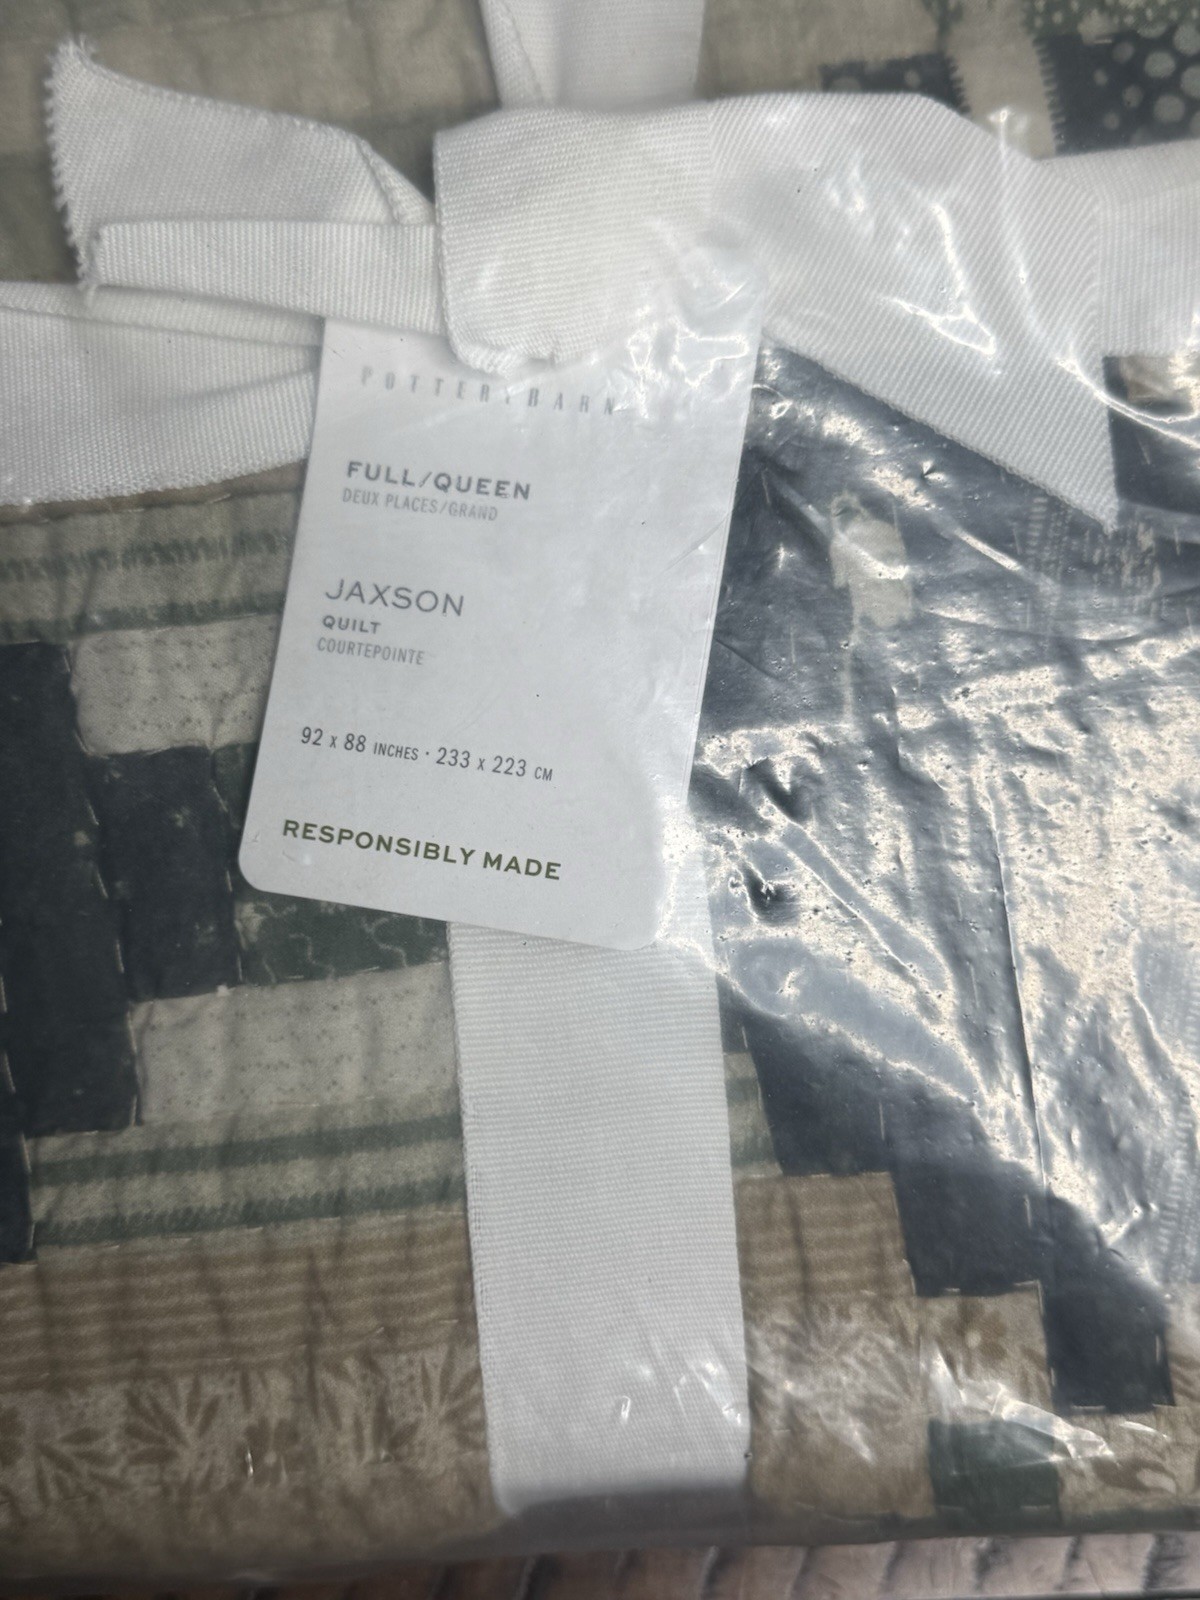 POTTERY BARN
FULL/QUEEN
DEUX PLACES/GRAND
JAXSON
QUILT
COURTEPOINTE
92 x 88 INCHES · 233 x 223 CM
RESPONSIBLY MADE